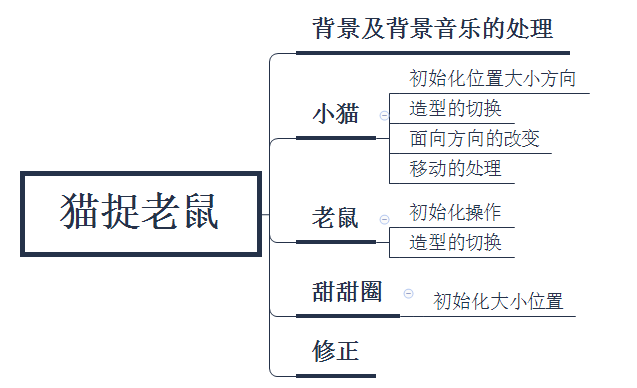 猫捉老鼠
背景及背景音乐的处理
小猫
初始化位置大小方向
造型的切换
面向方向的改变
移动的处理
老鼠
初始化操作
造型的切换
甜甜圈
初始化大小位置
修正